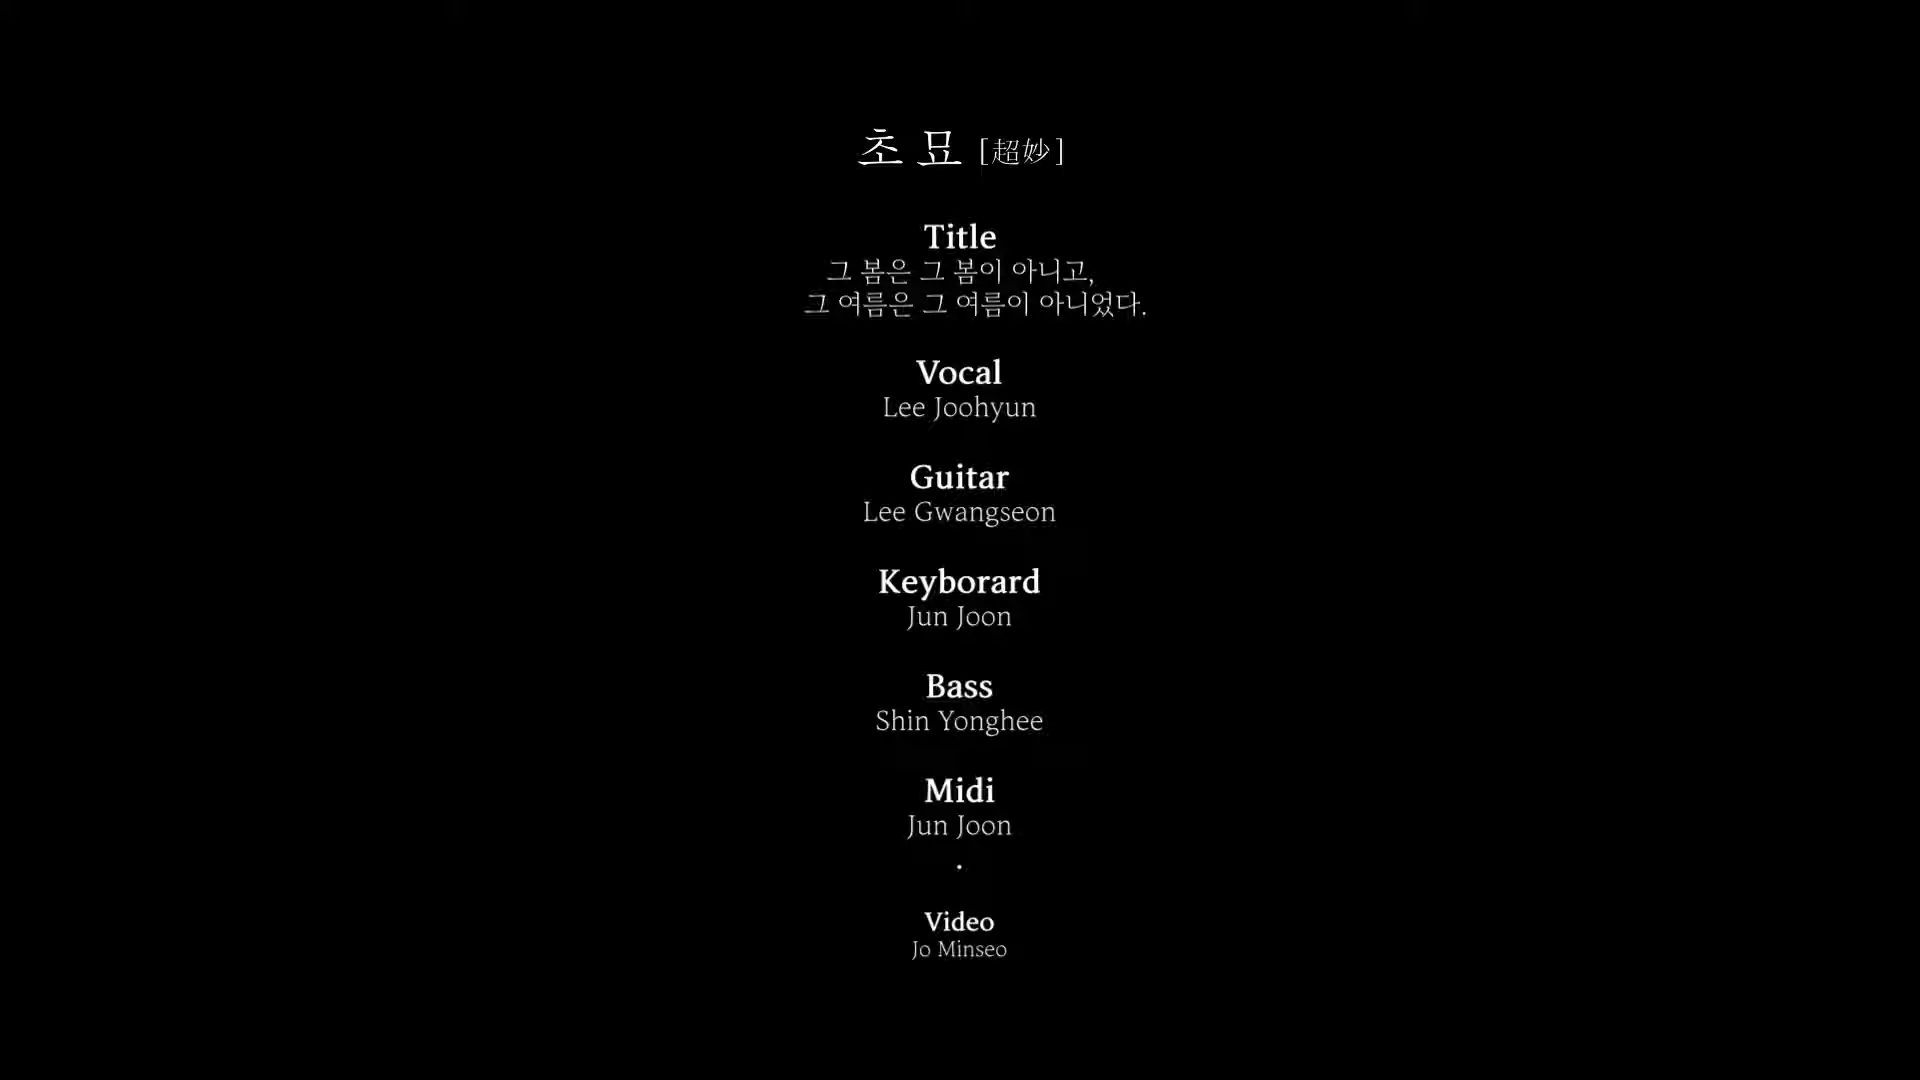 초묘 [超妙]
Title
그 봄은 그 봄이 아니고,
그 여름은 그 여름이 아니었다.
Vocal
Lee Joohyun
Guitar
Lee Gwangseon
Keyborard
Jun Joon
Bass
Shin Yonghee
Midi
Jun Joon
.
Video
Jo Minseo